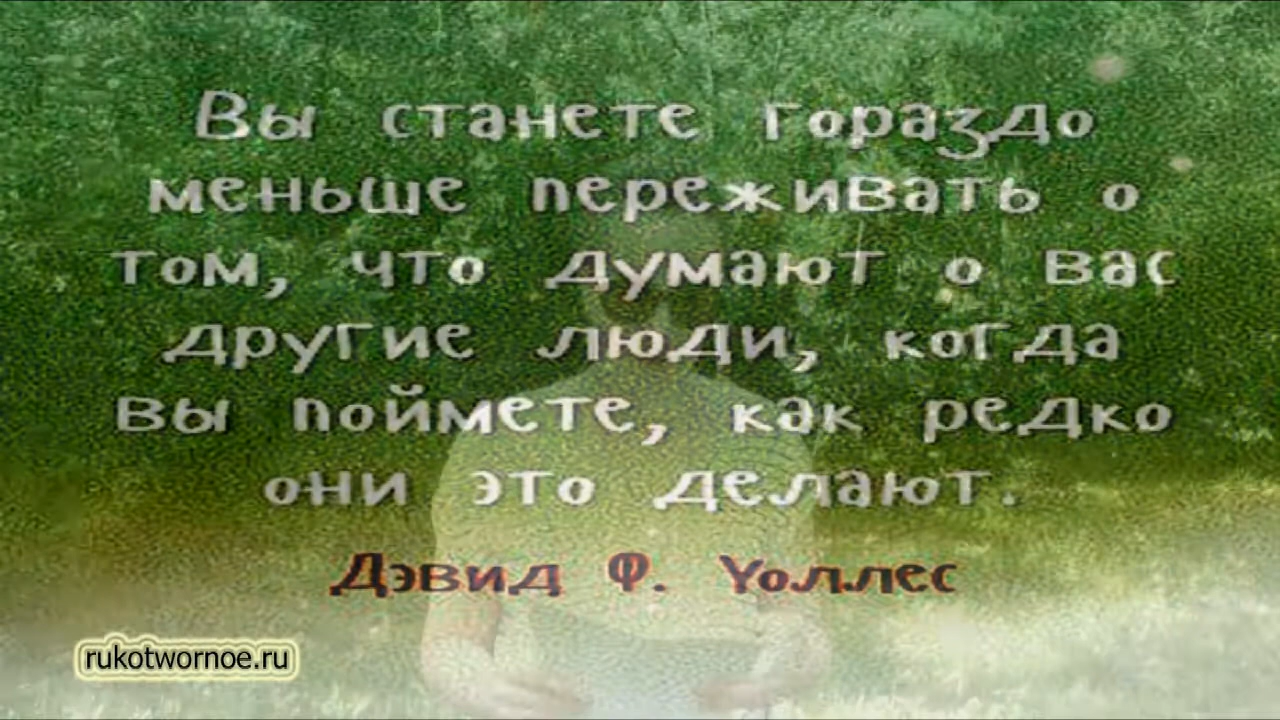 Вы станете гораздо
меньше переживать о
том, что думают о вас
другие люди, когда
вы поймете, как редко
они это делают.
Дэвид Ф. Уоллес
rukotwornoe.ru